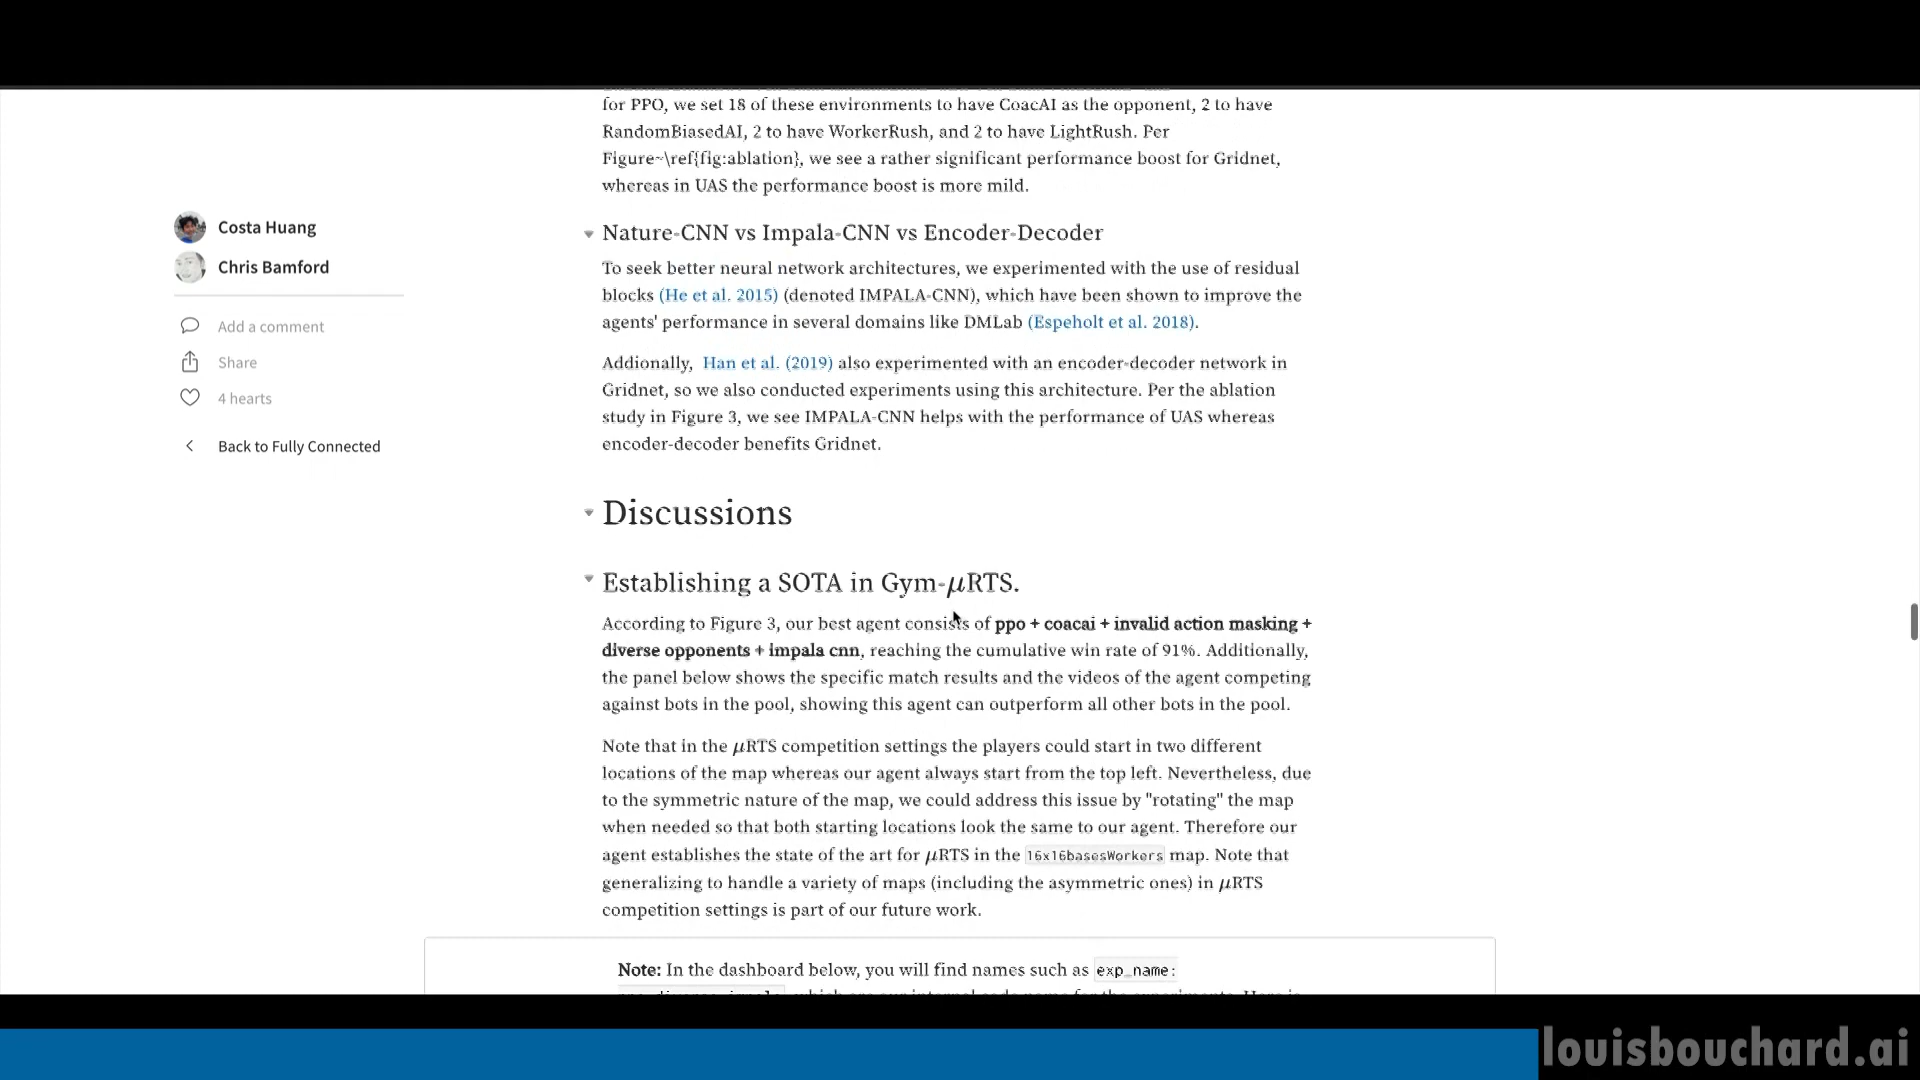 for PPO, we set 18 of these environments to have CoacAI as the opponent, 2 to have
RandomBiasedAI, 2 to have WorkerRush, and 2 to have LightRush. Per
Figure~\ref{fig:ablation}, we see a rather significant performance boost for Gridnet,
whereas in UAS the performance boost is more mild.
Costa Huang
Chris Bamford
Add a comment
Share
4 hearts
Back to Fully Connected
Nature-CNN vs Impala-CNN vs Encoder-Decoder
To seek better neural network architectures, we experimented with the use of residual
blocks (He et al. 2015) (denoted IMPALA-CNN), which have been shown to improve the
agents' performance in several domains like DMLab (Espeholt et al. 2018).
Addionally, Han et al. (2019) also experimented with an encoder-decoder network in
Gridnet, so we also conducted experiments using this architecture. Per the ablation
study in Figure 3, we see IMPALA-CNN helps with the performance of UAS whereas
encoder-decoder benefits Gridnet.
Discussions
Establishing a SOTA in Gym-μRTS.
According to Figure 3, our best agent consists of ppo + coacai + invalid action masking +
diverse opponents + impala cnn, reaching the cumulative win rate of 91%. Additionally,
the panel below shows the specific match results and the videos of the agent competing
against bots in the pool, showing this agent can outperform all other bots in the pool.
Note that in the μRTS competition settings the players could start in two different
locations of the map whereas our agent always start from the top left. Nevertheless, due
to the symmetric nature of the map, we could address this issue by "rotating" the map
when needed so that both starting locations look the same to our agent. Therefore our
agent establishes the state of the art for μRTS in the 16x16basesWorkers map. Note that
generalizing to handle a variety of maps (including the asymmetric ones) in μRTS
competition settings is part of our future work.
Note: In the dashboard below, you will find names such as exp_name:
louisbouchard.ai